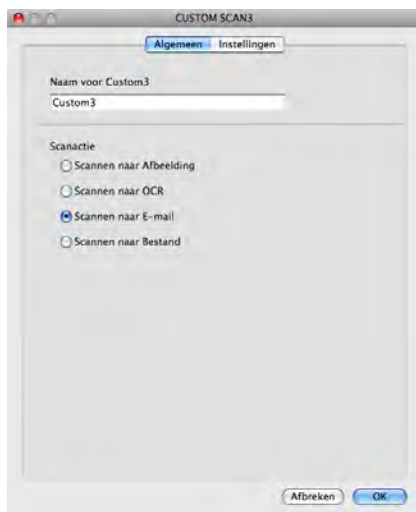 CUSTOM SCAN3
Algemeen Instellingen
Naam voor Custom3
Custom3
Scanactie
Scannen naar Afbeelding
Scannen naar OCR
Scannen naar E-mail
Scannen naar Bestand
Afbreken OK